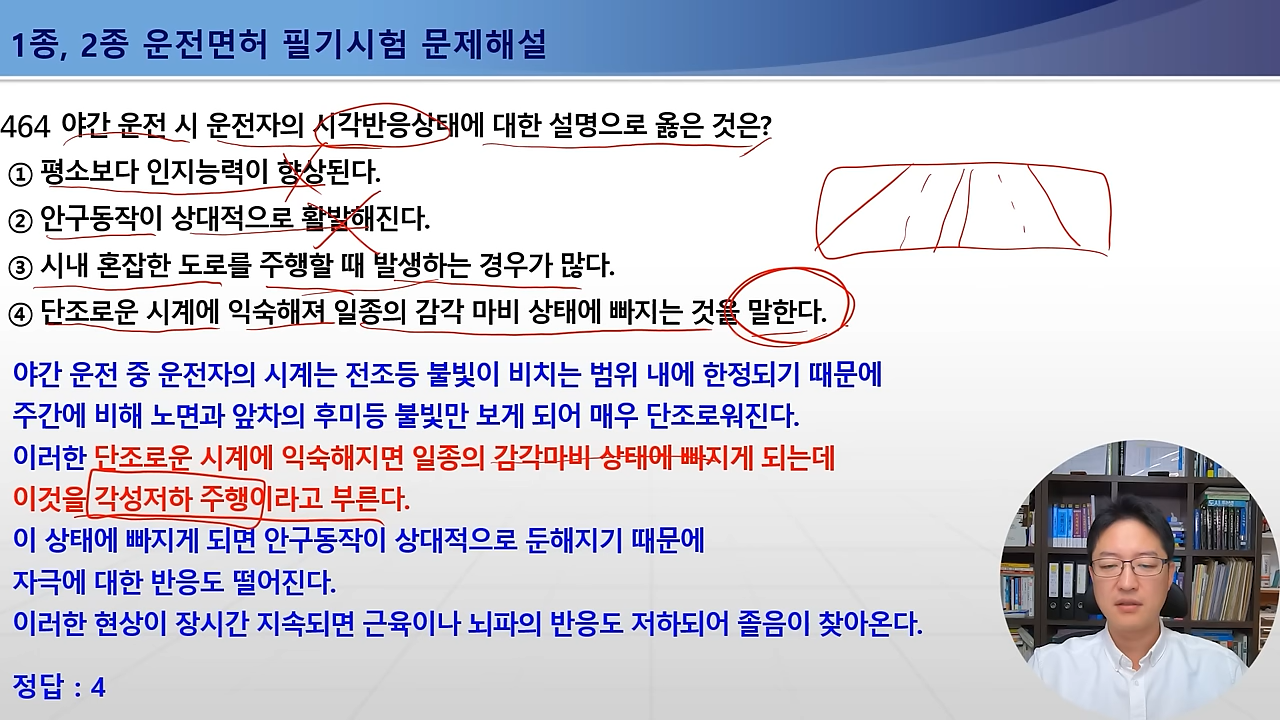 1종, 2종 운전면허 필기시험 문제해설
464 야간 운전 시 운전자의 시각반응상태에 대한 설명으로 옳은 것은?
① 평소보다 인지능력이 향상된다.
② 안구동작이 상대적으로 활발해진다.
③ 시내 혼잡한 도로를 주행할 때 발생하는 경우가 많다.
④ 단조로운 시계에 익숙해져 일종의 감각 마비 상태에 빠지는 것을 말한다.
야간 운전 중 운전자의 시계는 전조등 불빛이 비치는 범위 내에 한정되기 때문에
주간에 비해 노면과 앞차의 후미등 불빛만 보게 되어 매우 단조로워진다.
이러한 단조로운 시계에 익숙해지면 일종의 감각마비 상태에 빠지게 되는데
이것을 각성저하 주행이라고 부른다.
이 상태에 빠지게 되면 안구동작이 상대적으로 둔해지기 때문에
자극에 대한 반응도 떨어진다.
이러한 현상이 장시간 지속되면 근육이나 뇌파의 반응도 저하되어 졸음이 찾아온다.
정답 : 4